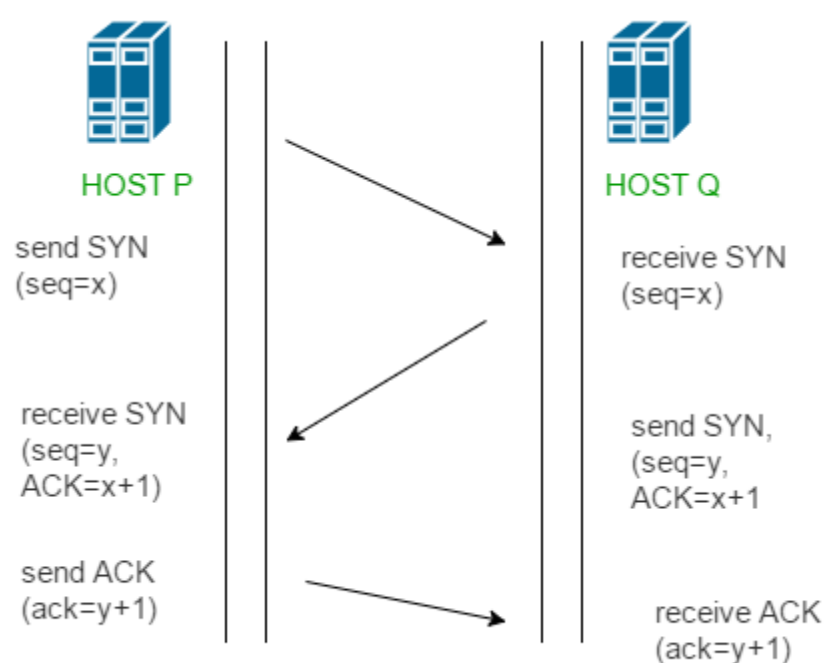 HOST P
HOST Q
send SYN
(seq=x)
receive SYN
(seq=x)
receive SYN
(seq=y,
ACK=x+1)
send SYN,
(seq=y,
ACK=x+1
send ACK
(ack=y+1)
receive ACK
(ack=y+1)